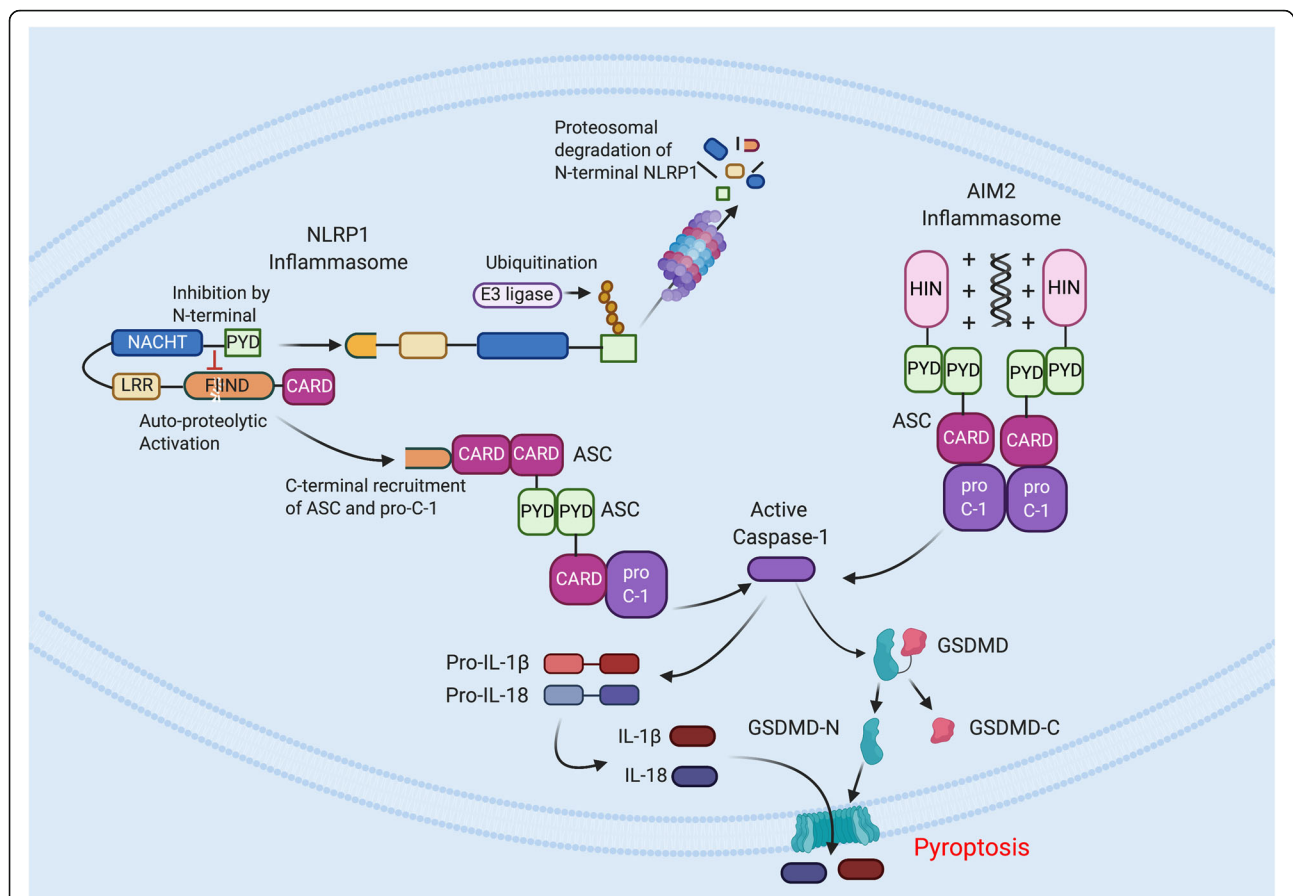 Proteosomal
degradation of
N-terminal NLRP1
AIM2
Inflammasome
NLRP1
Inflammasome
Ubiquitination
E3 ligase
HIN
+ +
+ +
+ +
HIN
Inhibition by
N-terminal
NACHT
PYD
LRR
FIIND
CARD
Auto-proteolytic
Activation
PYD PYD
PYD PYD
ASC
CARD
CARD
pro
C-1
pro
C-1
CARD CARD ASC
C-terminal recruitment
of ASC and pro-C-1
PYD PYD ASC
CARD
pro
C-1
Active
Caspase-1
Pro-IL-1β
Pro-IL-18
GSDMD
IL-1β
IL-18
GSDMD-N
GSDMD-C
Pyroptosis